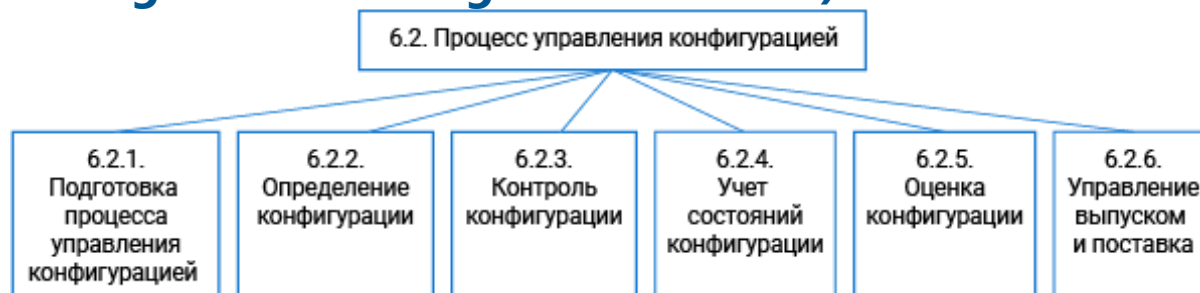 6.2. Процесс управления конфигурацией
6.2.1.
Подготовка
процесса
управления
конфигурацией
6.2.2.
Определение
конфигурации
6.2.3.
Контроль
конфигурации
6.2.4.
Учет
состояний
конфигурации
6.2.5.
Оценка
конфигурации
6.2.6.
Управление
выпуском
и поставка